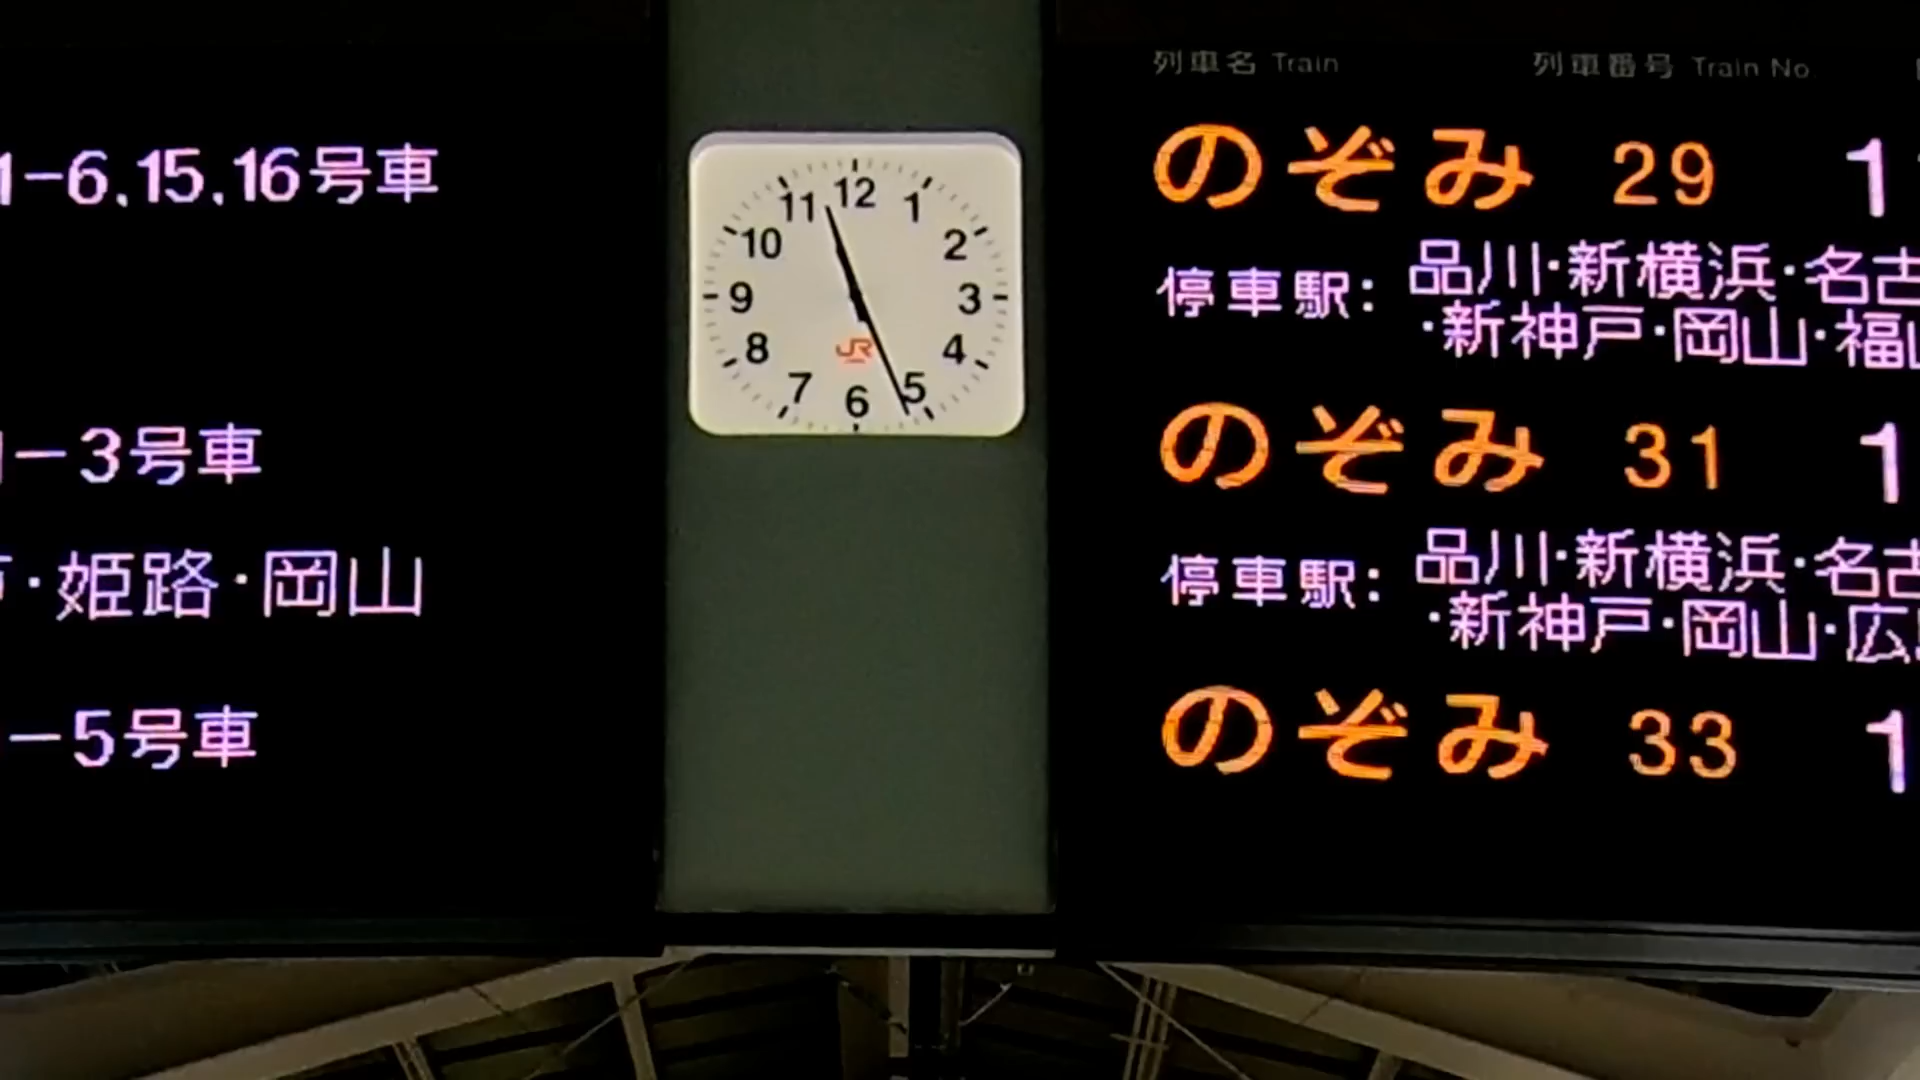 1-6,15,16号車
-3号車
・姫路・岡山
-5号車
12
11 1
10 2
9 3
JR
8 4
7 5
6
列車名 Train 列車番号 Train No
のぞみ 29 1
停車駅: 品川・新横浜・名古
・新神戸・岡山・福
のぞみ 31 1
停車駅: 品川・新横浜・名古
・新神戸・岡山・広
のぞみ 33 1